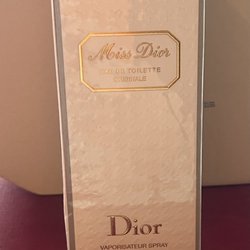 Miss Dior
EAU DE TOILETTE
ORIGINALE
Dior
VAPORISATEUR SPRAY